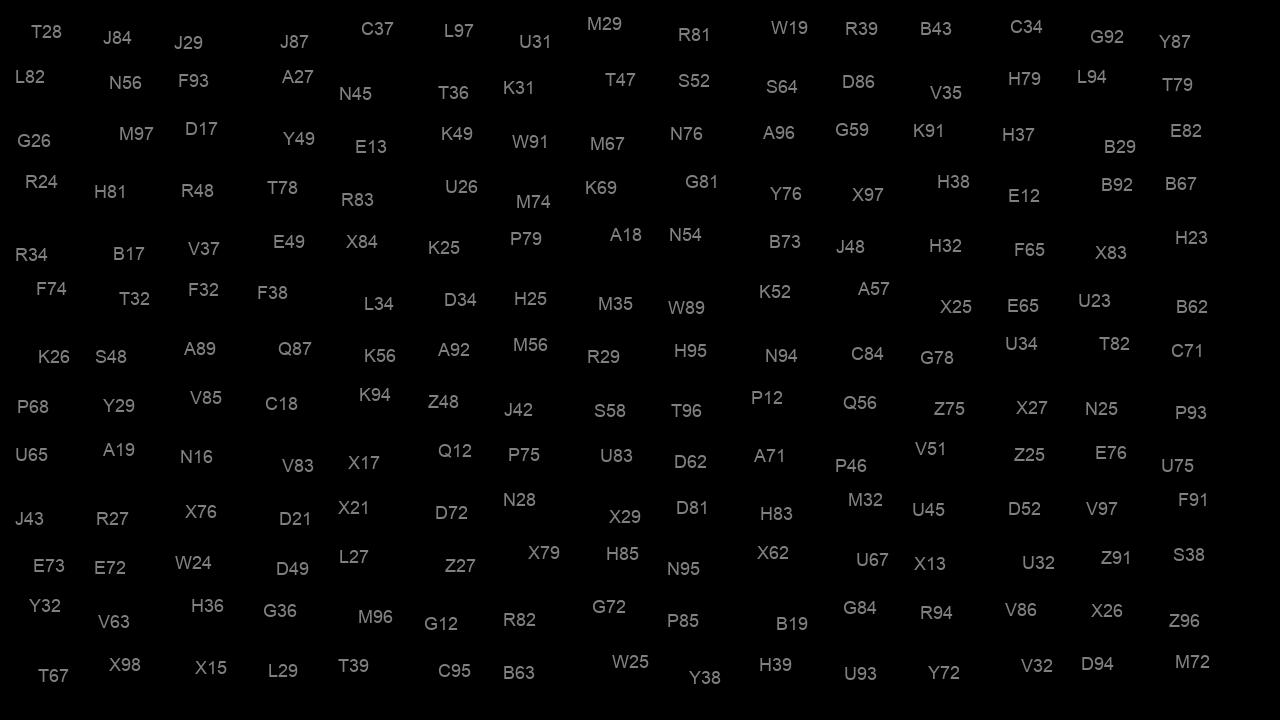 T28 J84 J29 J87 C37 L97 U31 M29 R81 W19 R39 B43 C34 G92 Y87
L82 N56 F93 A27 N45 T36 K31 T47 S52 S64 D86 V35 H79 L94 T79
G26 M97 D17 Y49 E13 K49 W91 M67 N76 A96 G59 K91 H37 B29 E82
R24 H81 R48 T78 R83 U26 M74 K69 G81 Y76 X97 H38 E12 B92 B67
R34 B17 V37 E49 X84 K25 P79 A18 N54 B73 J48 H32 F65 X83 H23
F74 T32 F32 F38 L34 D34 H25 M35 W89 K52 A57 X25 E65 U23 B62
K26 S48 A89 Q87 K56 A92 M56 R29 H95 N94 C84 G78 U34 T82 C71
P68 Y29 V85 C18 K94 Z48 J42 S58 T96 P12 Q56 Z75 X27 N25 P93
U65 A19 N16 V83 X17 Q12 P75 U83 D62 A71 P46 V51 Z25 E76 U75
J43 R27 X76 D21 X21 D72 N28 X29 D81 H83 M32 U45 D52 V97 F91
E73 E72 W24 D49 L27 Z27 X79 H85 N95 X62 U67 X13 U32 Z91 S38
Y32 V63 H36 G36 M96 G12 R82 G72 P85 B19 G84 R94 V86 X26 Z96
T67 X98 X15 L29 T39 C95 B63 W25 Y38 H39 U93 Y72 V32 D94 M72